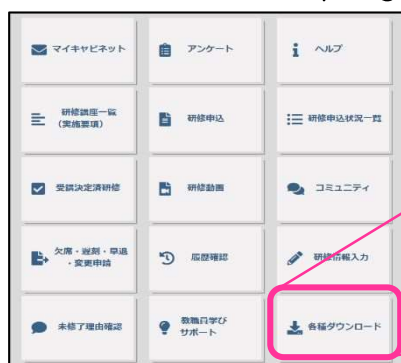 マイキャビネット
アンケート
ヘルプ
研修講座一覧
(実施要項)
研修申込
研修申込状況一覧
受講決定済研修
研修動画
コミュニティ
欠席・遅刻・早退
・変更申請
履歴確認
研修情報入力
未修了理由確認
教職員学び
サポート
各種ダウンロード